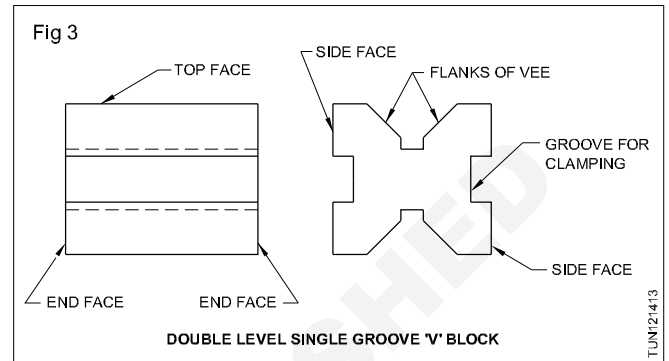 Fig 3
TOP FACE
SIDE FACE
FLANKS OF VEE
GROOVE FOR
CLAMPING
END FACE
END FACE
SIDE FACE
DOUBLE LEVEL SINGLE GROOVE 'V' BLOCK
TUN121413